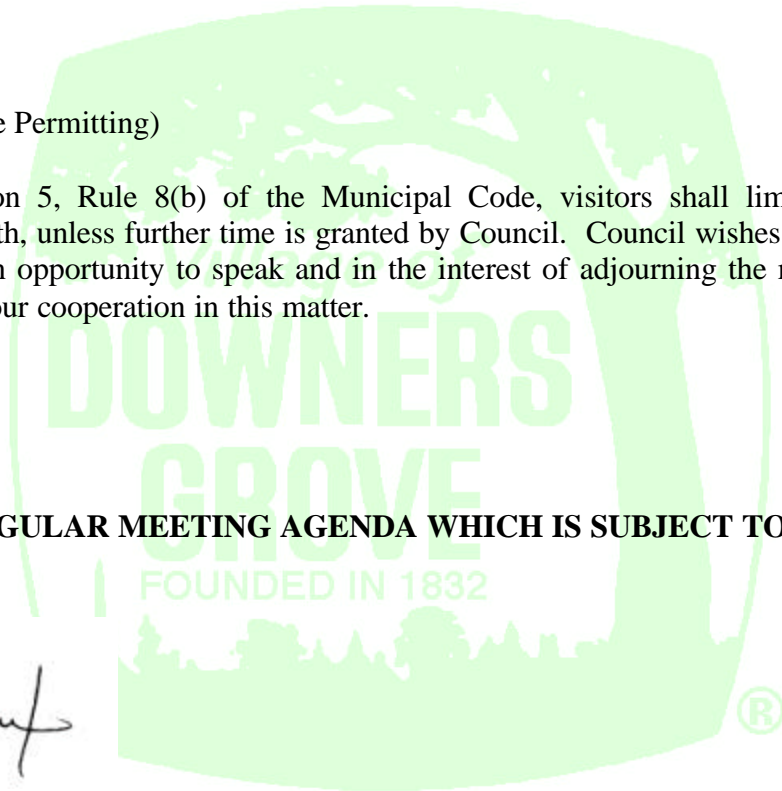 e Permitting)
on 5, Rule 8(b) of the Municipal Code, visitors shall lim
th, unless further time is granted by Council. Council wishes
n opportunity to speak and in the interest of adjourning the
our cooperation in this matter.
Village of
DOWNERS
GROVE
GULAR MEETING AGENDA WHICH IS SUBJECT TO
FOUNDED IN 1832
®